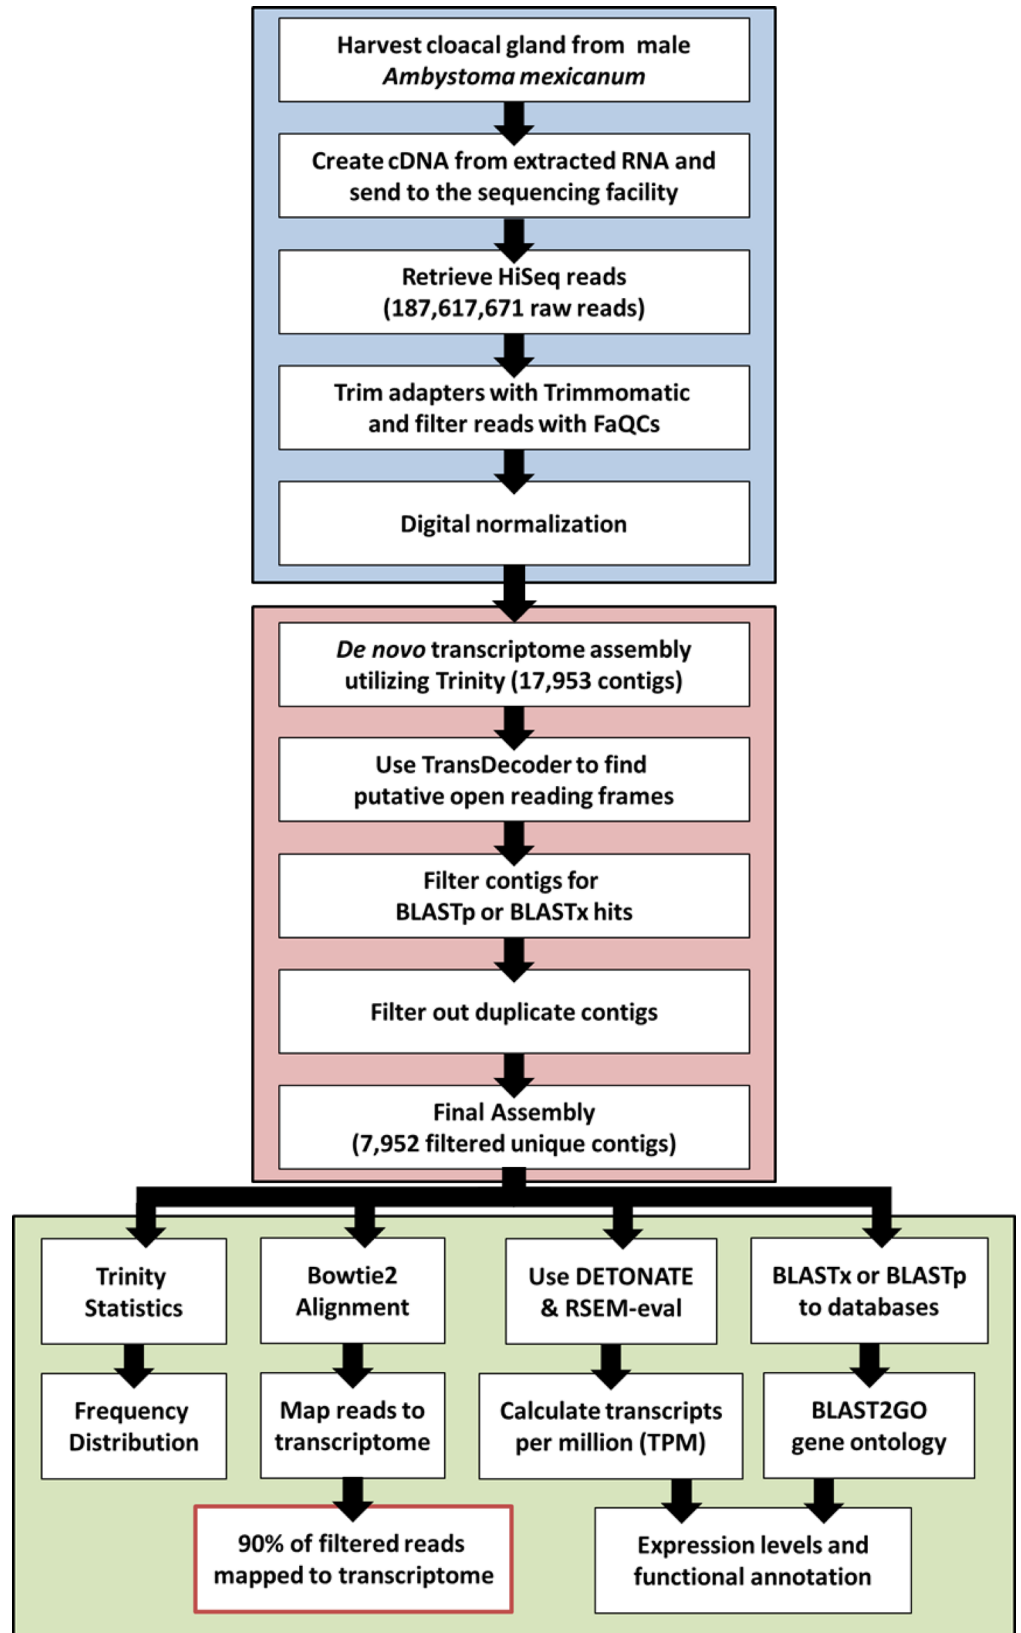 Harvest cloacal gland from male
Ambystoma mexicanum
Create cDNA from extracted RNA and
send to the sequencing facility
Retrieve HiSeq reads
(187,617,671 raw reads)
Trim adapters with Trimmomatic
and filter reads with FaQCs
Digital normalization
De novo transcriptome assembly
utilizing Trinity (17,953 contigs)
Use TransDecoder to find
putative open reading frames
Filter contigs for
BLASTp or BLASTx hits
Filter out duplicate contigs
Final Assembly
(7,952 filtered unique contigs)
Trinity
Statistics
Bowtie2
Alignment
Use DETONATE
& RSEM-eval
BLASTx or BLASTp
to databases
Frequency
Distribution
Map reads to
transcriptome
Calculate transcripts
per million (TPM)
BLAST2GO
gene ontology
90% of filtered reads
mapped to transcriptome
Expression levels and
functional annotation